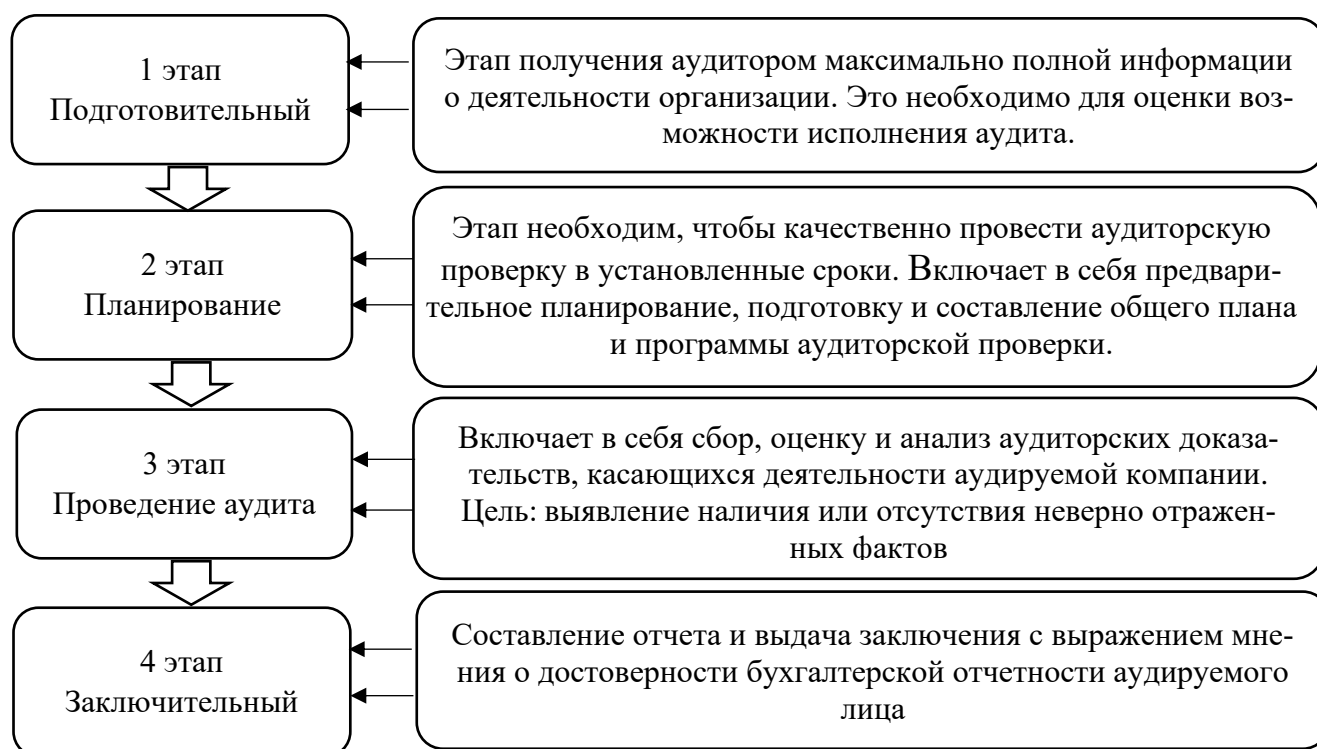 1 этап
Подготовительный
Этап получения аудитором максимально полной информации
о деятельности организации. Это необходимо для оценки воз-
можности исполнения аудита.
2 этап
Планирование
Этап необходим, чтобы качественно провести аудиторскую
проверку в установленные сроки. Включает в себя предвари-
тельное планирование, подготовку и составление общего плана
и программы аудиторской проверки.
3 этап
Проведение аудита
Включает в себя сбор, оценку и анализ аудиторских доказа-
тельств, касающихся деятельности аудируемой компании.
Цель: выявление наличия или отсутствия неверно отражен-
ных фактов
4 этап
Заключительный
Составление отчета и выдача заключения с выражением мне-
ния о достоверности бухгалтерской отчетности аудируемого
лица